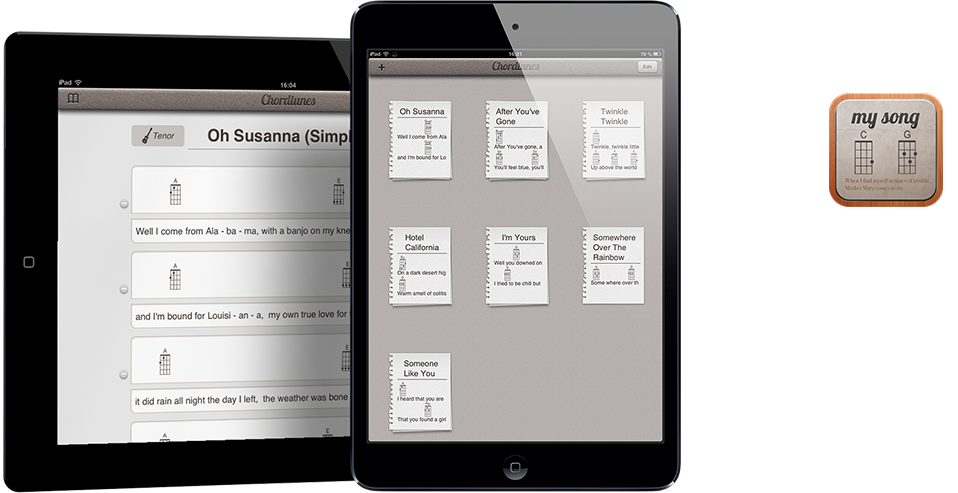 iPad
16:04
Chordtunes
Tenor
Oh Susanna (Simpl
A
E
Well I come from Ala - ba - ma, with a banjo on my kne
A
E
and I'm bound for Louisi - an - a, my own true love for
A
E
it did rain all night the day I left, the weather was bone
A
E
iPad
16:01
78 %
+
Chordtunes
Edit
Oh Susanna
Well I come from Ala
and I'm bound for Lo
After You've
Gone
After You've gone, a
You'll feel blue, you'll
Twinkle
Twinkle
Twinkle, twinkle little
Up above the world
Hotel
California
On a dark desert hig
Warm smell of colitis
I'm Yours
Well you downed on
I tried to be chill but
Somewhere
Over The
Rainbow
Some where over th
Someone
Like You
I heard that you are
That you found a girl
my song
C
G
When I find myself in times of trouble,
Mother Mary comes to me